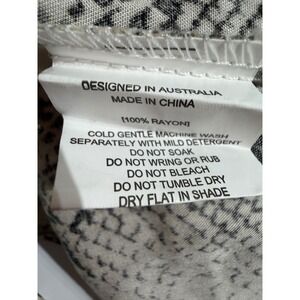 DESIGNED IN AUSTRALIA
MADE IN CHINA
[100% RAYON]
COLD GENTLE MACHINE WASH
SEPARATELY WITH MILD DETERGENT
DO NOT SOAK
DO NOT WRING OR RUB
DO NOT BLEACH
DO NOT TUMBLE DRY
DRY FLAT IN SHADE